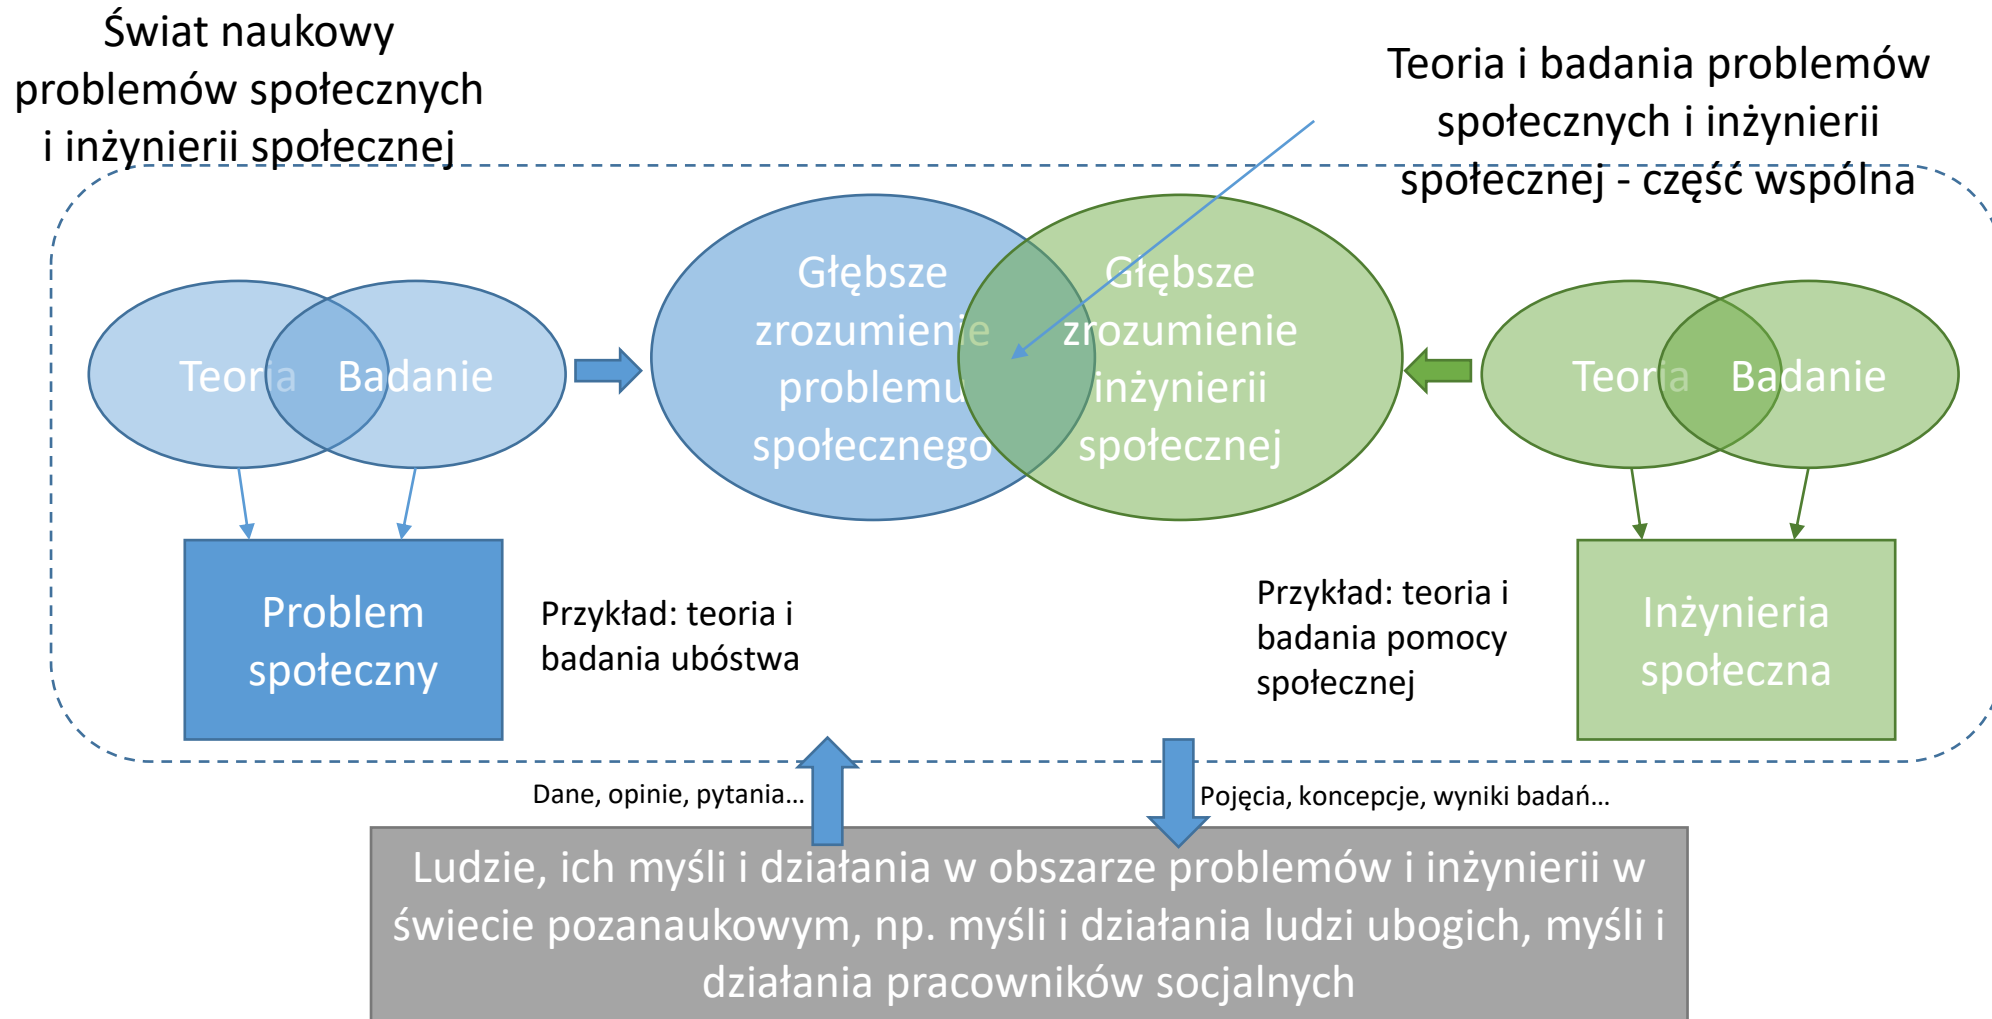 Świat naukowy
problemów społecznych
i inżynierii społecznej
Teoria i badania problemów
społecznych i inżynierii
społecznej - część wspólna
Teoria
Badanie
Głębsze
zrozumienie
problemu
społecznego
Głębsze
zrozumienie
inżynierii
społecznej
Teoria
Badanie
Problem
społeczny
Przykład: teoria i
badania ubóstwa
Przykład: teoria i
badania pomocy
społecznej
Inżynieria
społeczna
Dane, opinie, pytania...
Pojęcia, koncepcje, wyniki badań...
Ludzie, ich myśli i działania w obszarze problemów i inżynierii w
świecie pozanaukowym, np. myśli i działania ludzi ubogich, myśli i
działania pracowników socjalnych